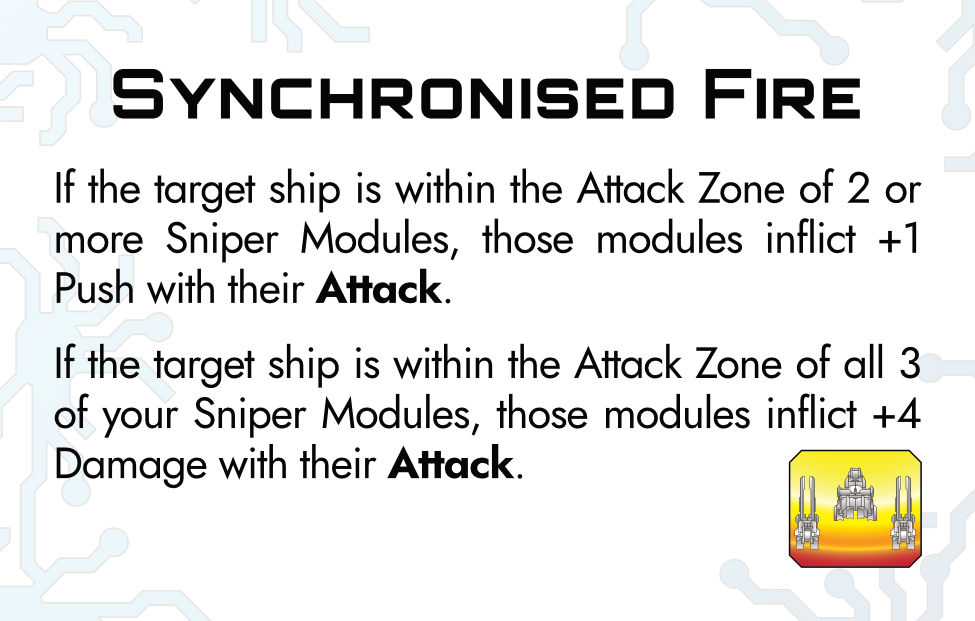 Synchronised Fire
If the target ship is within the Attack Zone of 2 or
more Sniper Modules, those modules inflict +1
Push with their Attack.
If the target ship is within the Attack Zone of all 3
of your Sniper Modules, those modules inflict +4
Damage with their Attack.